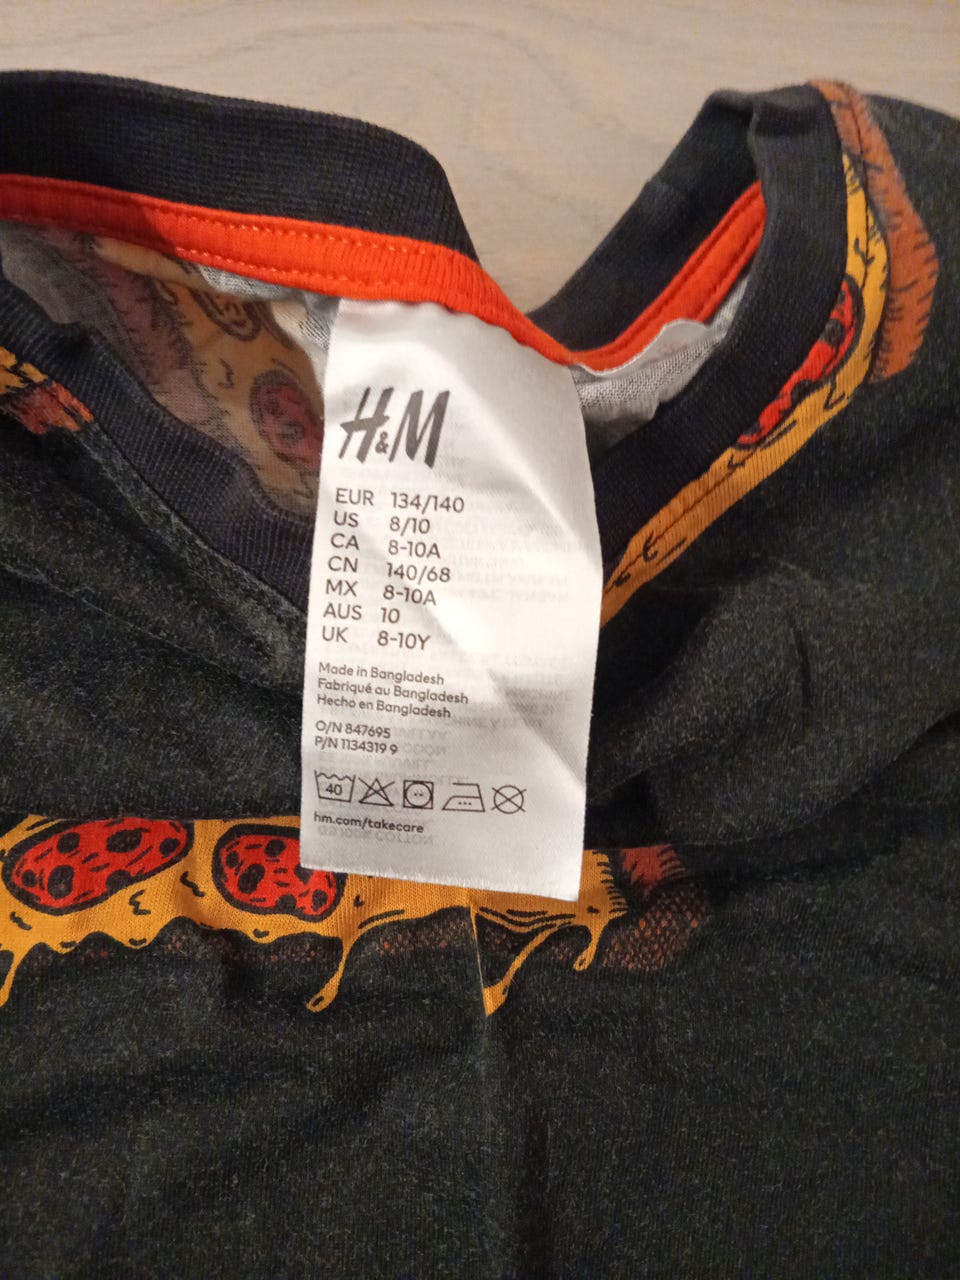 H&M
EUR 134/140
US 8/10
CA 8-10A
CN 140/68
MX 8-10A
AUS 10
UK 8-10Y
Made in Bangladesh
Fabriqué au Bangladesh
Hecho en Bangladesh
O/N 847695
P/N 1134319 9
40
hm.com/takecare